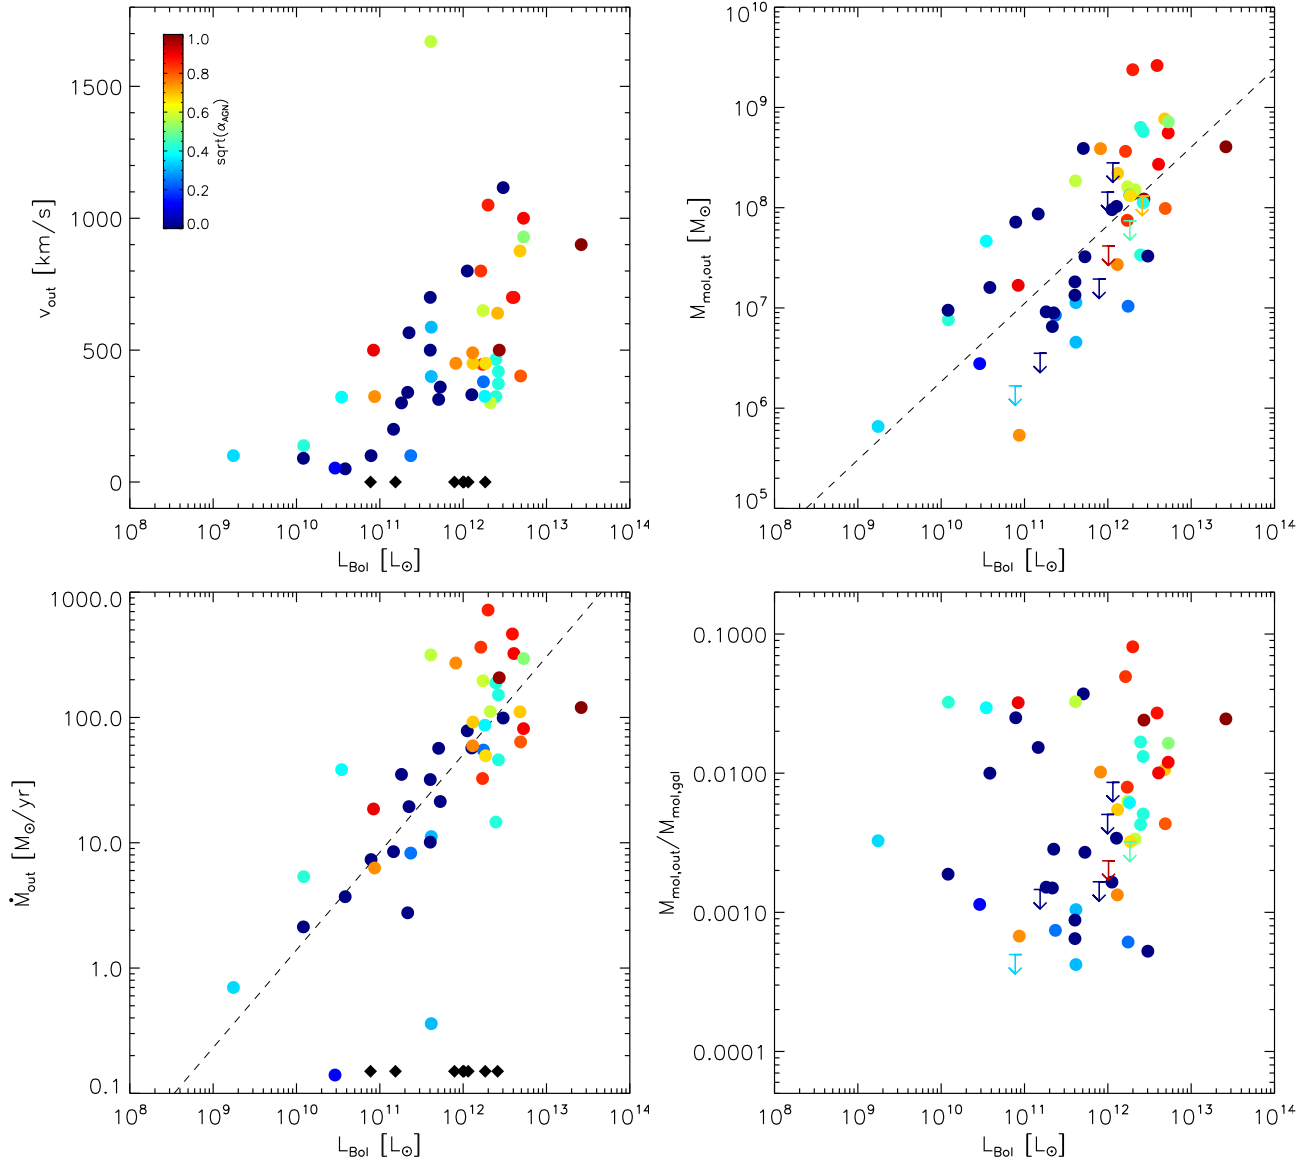 1500
1000
500
0
v_out [km/s]
1.0
0.8
0.6
0.4
0.2
0.0
sqrt(α_AGN)
10^8 10^9 10^10 10^11 10^12 10^13 10^14
L_Bol [L_⊙]
10^10
10^9
10^8
10^7
10^6
10^5
M_mol,out [M_⊙]
10^8 10^9 10^10 10^11 10^12 10^13 10^14
L_Bol [L_⊙]
1000.0
100.0
10.0
1.0
0.1
Ṁ_out [M_⊙/yr]
10^8 10^9 10^10 10^11 10^12 10^13 10^14
L_Bol [L_⊙]
0.1000
0.0100
0.0010
0.0001
M_mol,out/M_mol,gal
10^8 10^9 10^10 10^11 10^12 10^13 10^14
L_Bol [L_⊙]